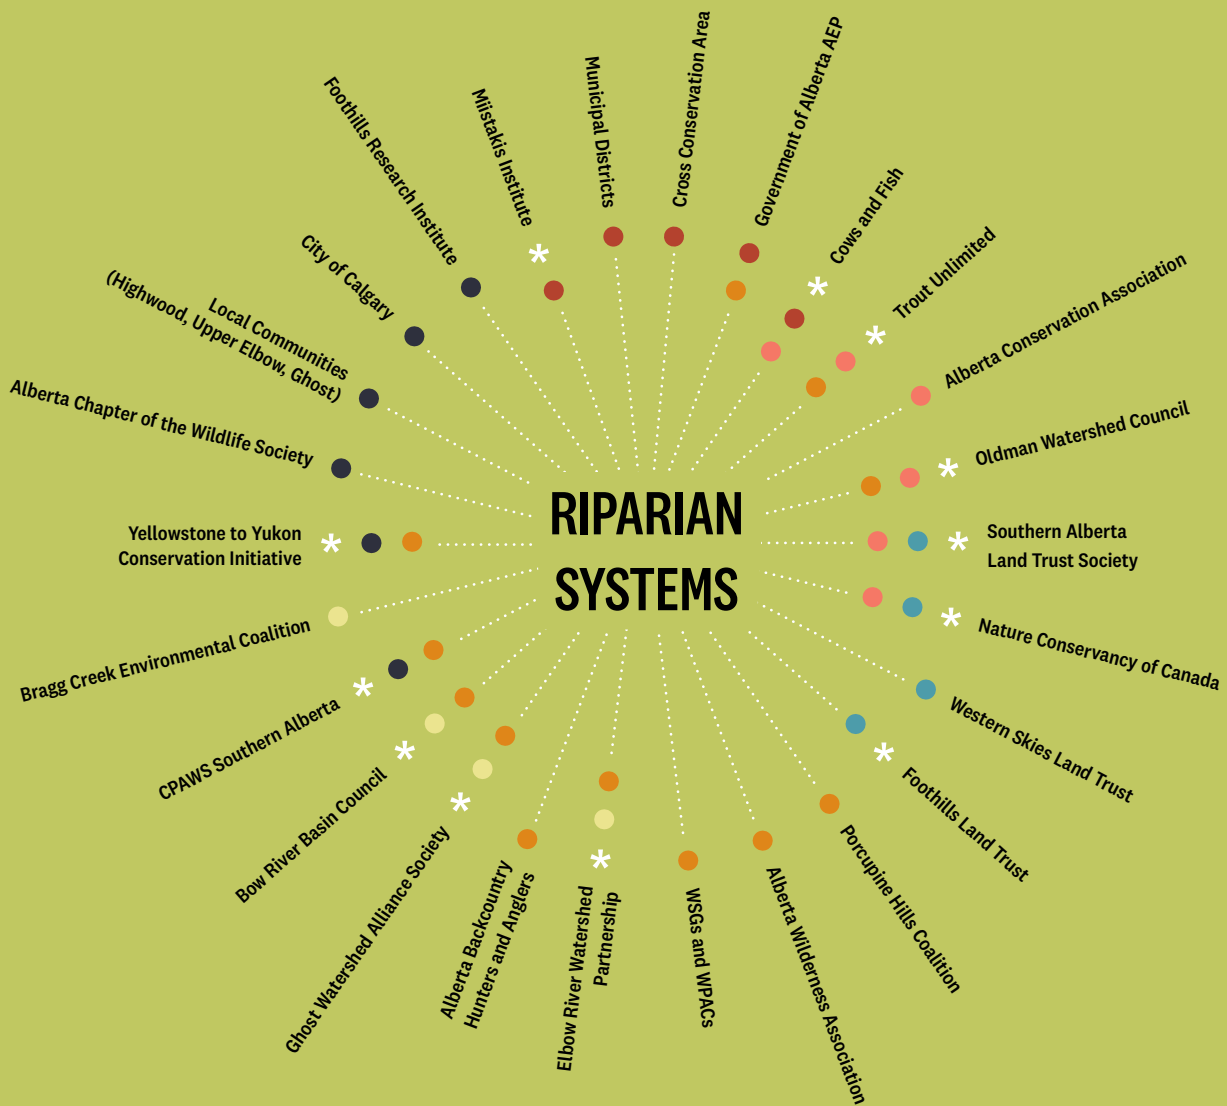 RIPARIAN
SYSTEMS
Municipal Districts
Cross Conservation Area
Government of Alberta AEP
Cows and Fish
*
Trout Unlimited
*
Alberta Conservation Association
Oldman Watershed Council
*
Southern Alberta
Land Trust Society
*
Nature Conservancy of Canada
*
Western Skies Land Trust
Foothills Land Trust
*
Porcupine Hills Coalition
Alberta Wilderness Association
WSGs and WPACs
Elbow River Watershed
Partnership
*
Alberta Backcountry
Hunters and Anglers
Ghost Watershed Alliance Society
*
Bow River Basin Council
*
CPAWS Southern Alberta
*
Bragg Creek Environmental Coalition
Yellowstone to Yukon
Conservation Initiative
*
Alberta Chapter of the Wildlife Society
Local Communities
(Highwood, Upper Elbow, Ghost)
City of Calgary
Foothills Research Institute
Miistakis Institute
*